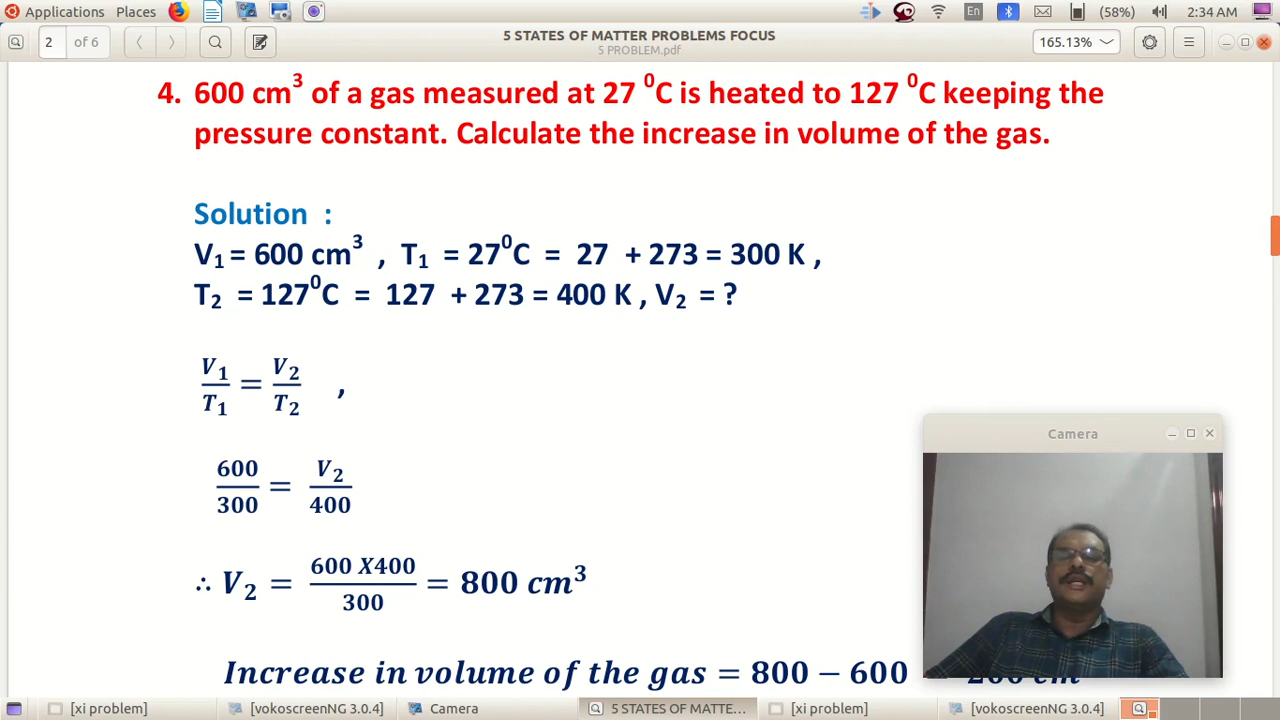 Applications Places En (58%) 2:34 AM
2 of 6 5 STATES OF MATTER PROBLEMS FOCUS 165.13%
5 PROBLEM.pdf
4. 600 cm³ of a gas measured at 27 ⁰C is heated to 127 ⁰C keeping the
pressure constant. Calculate the increase in volume of the gas.
Solution :
V₁ = 600 cm³ , T₁ = 27⁰C = 27 + 273 = 300 K ,
T₂ = 127⁰C = 127 + 273 = 400 K , V₂ = ?
V₁/T₁ = V₂/T₂ ,
600/300 = V₂/400
∴ V₂ = 600 X400/300 = 800 cm³
Increase in volume of the gas = 800 − 600
Camera
[xi problem] [vokoscreenNG 3.0.4] Camera 5 STATES OF MATTE... [xi problem] [vokoscreenNG 3.0.4]